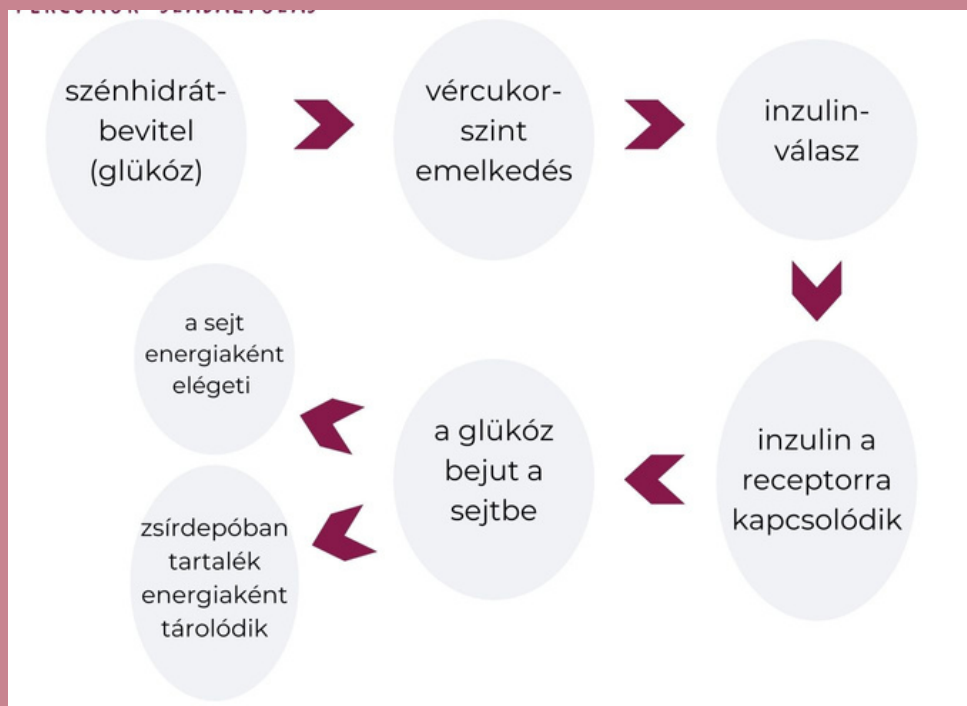 szénhidrát-
bevitel
(glükóz)
vércukor-
szint
emelkedés
inzulin-
válasz
inzulin a
receptorra
kapcsolódik
a glükóz
bejut a
sejtbe
a sejt
energiaként
elégeti
zsírdepóban
tartalék
energiaként
tárolódik